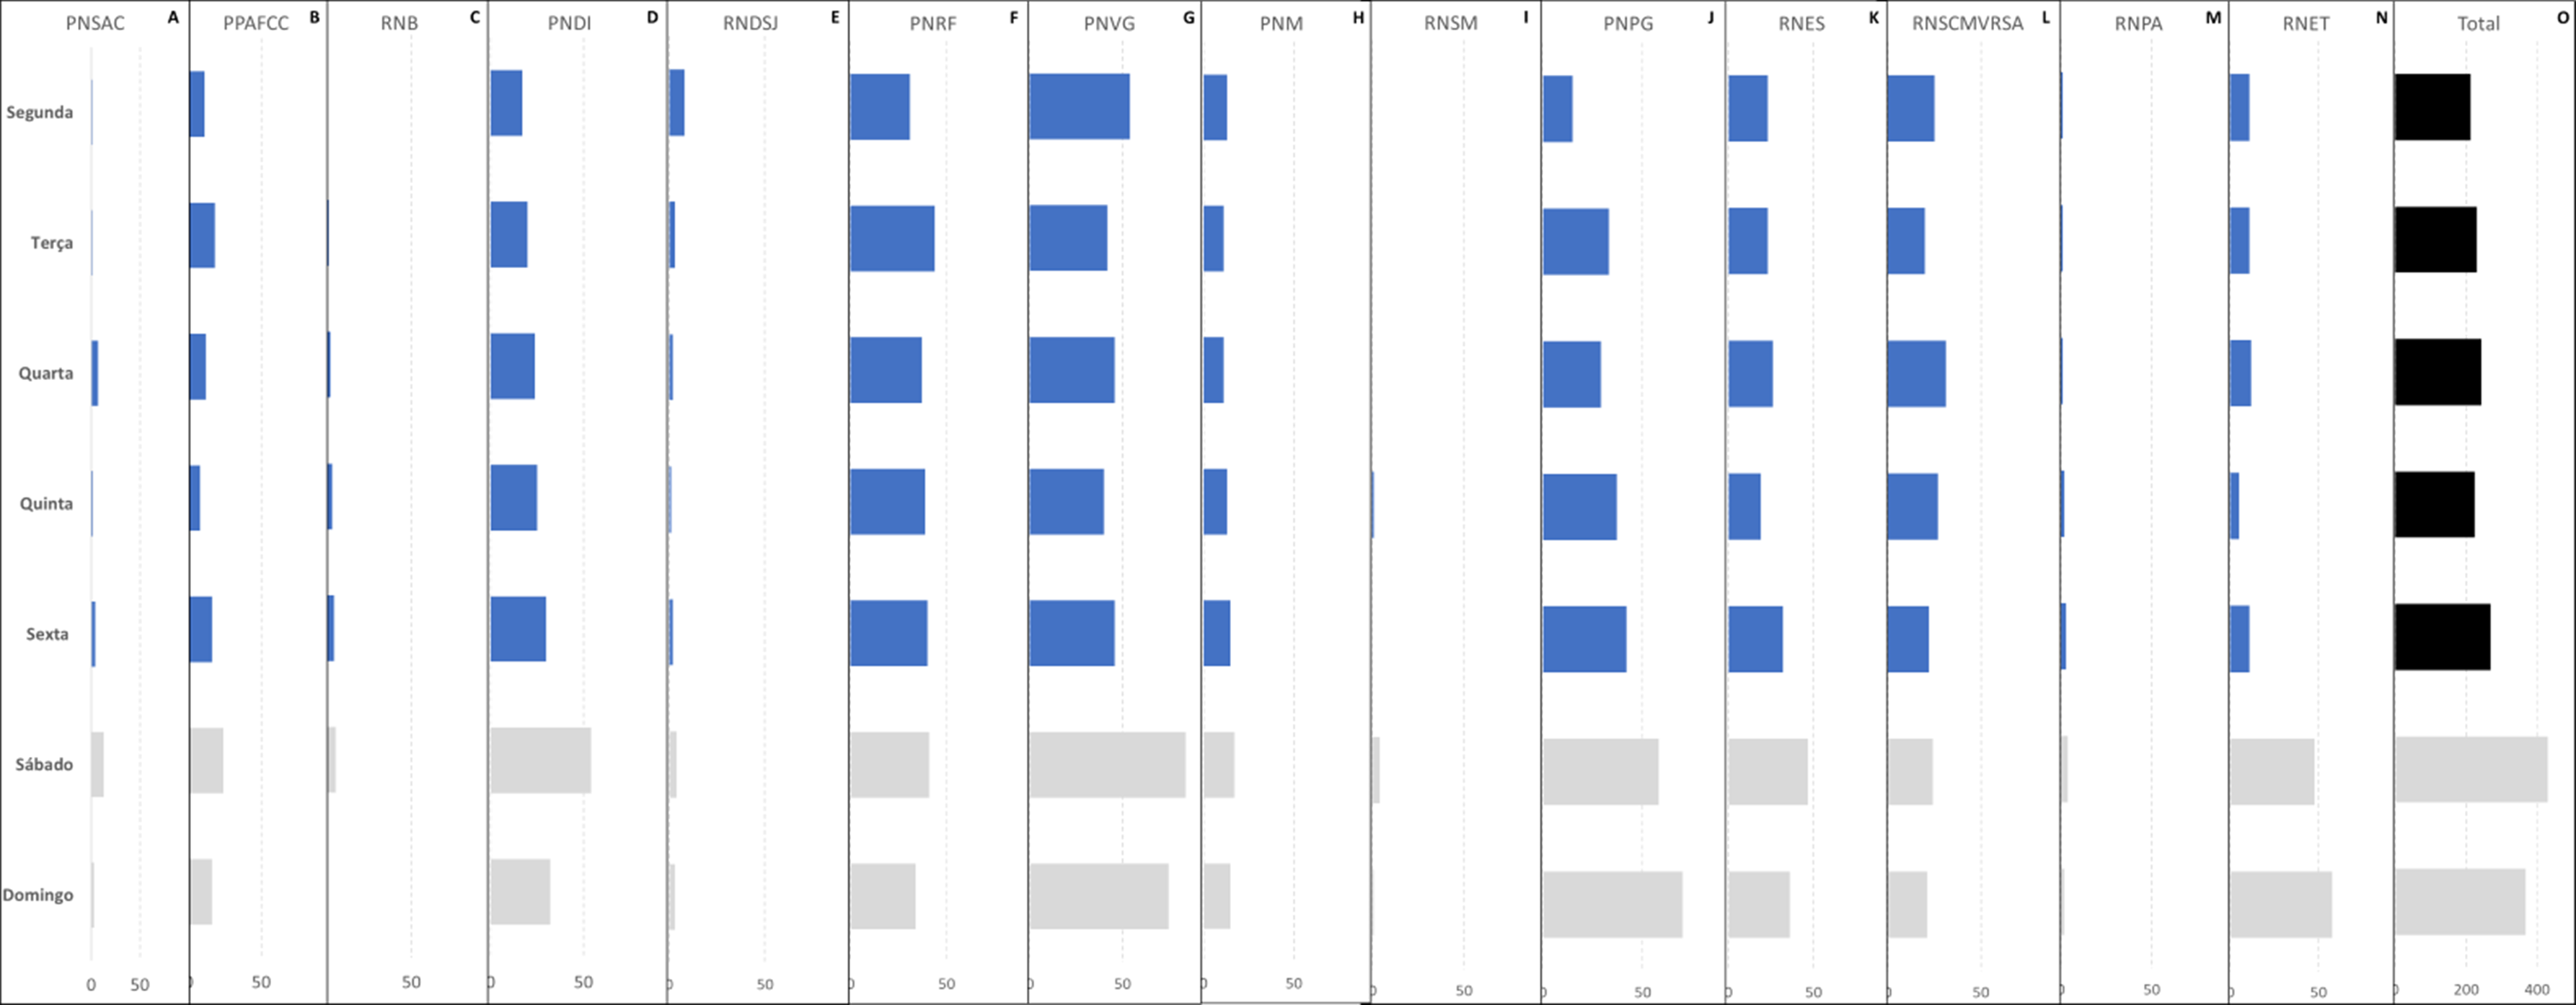 PNSAC A PPAFCC B RNB C PNDI D RNDSJ E PNRF F PNVG G PNM H RNSM I PNPG J RNES K RNSCMVRSA L RNPA M RNET N Total O
Segunda
Terça
Quarta
Quinta
Sexta
Sábado
Domingo
0 50 0 50 50 0 50 0 50 0 50 0 50 0 50 0 50 0 50 0 50 0 50 0 50 0 50 0 200 400